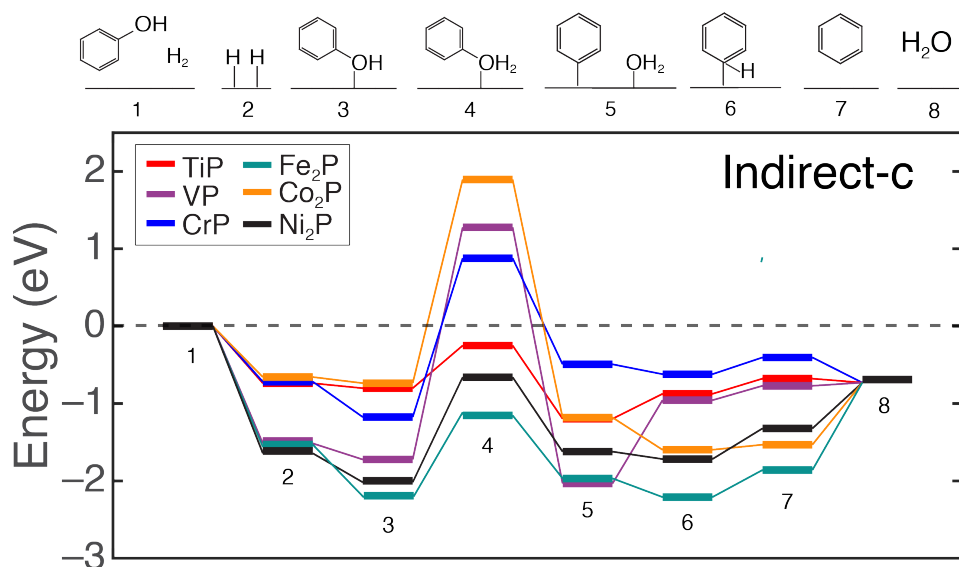 OH
H₂
H H
OH
OH₂
OH₂
H
H₂O
1 2 3 4 5 6 7 8
Indirect-c
TiP Fe₂P
VP Co₂P
CrP Ni₂P
Energy (eV)
2
1
0
−1
−2
−3
1
2
3
4
5
6
7
8